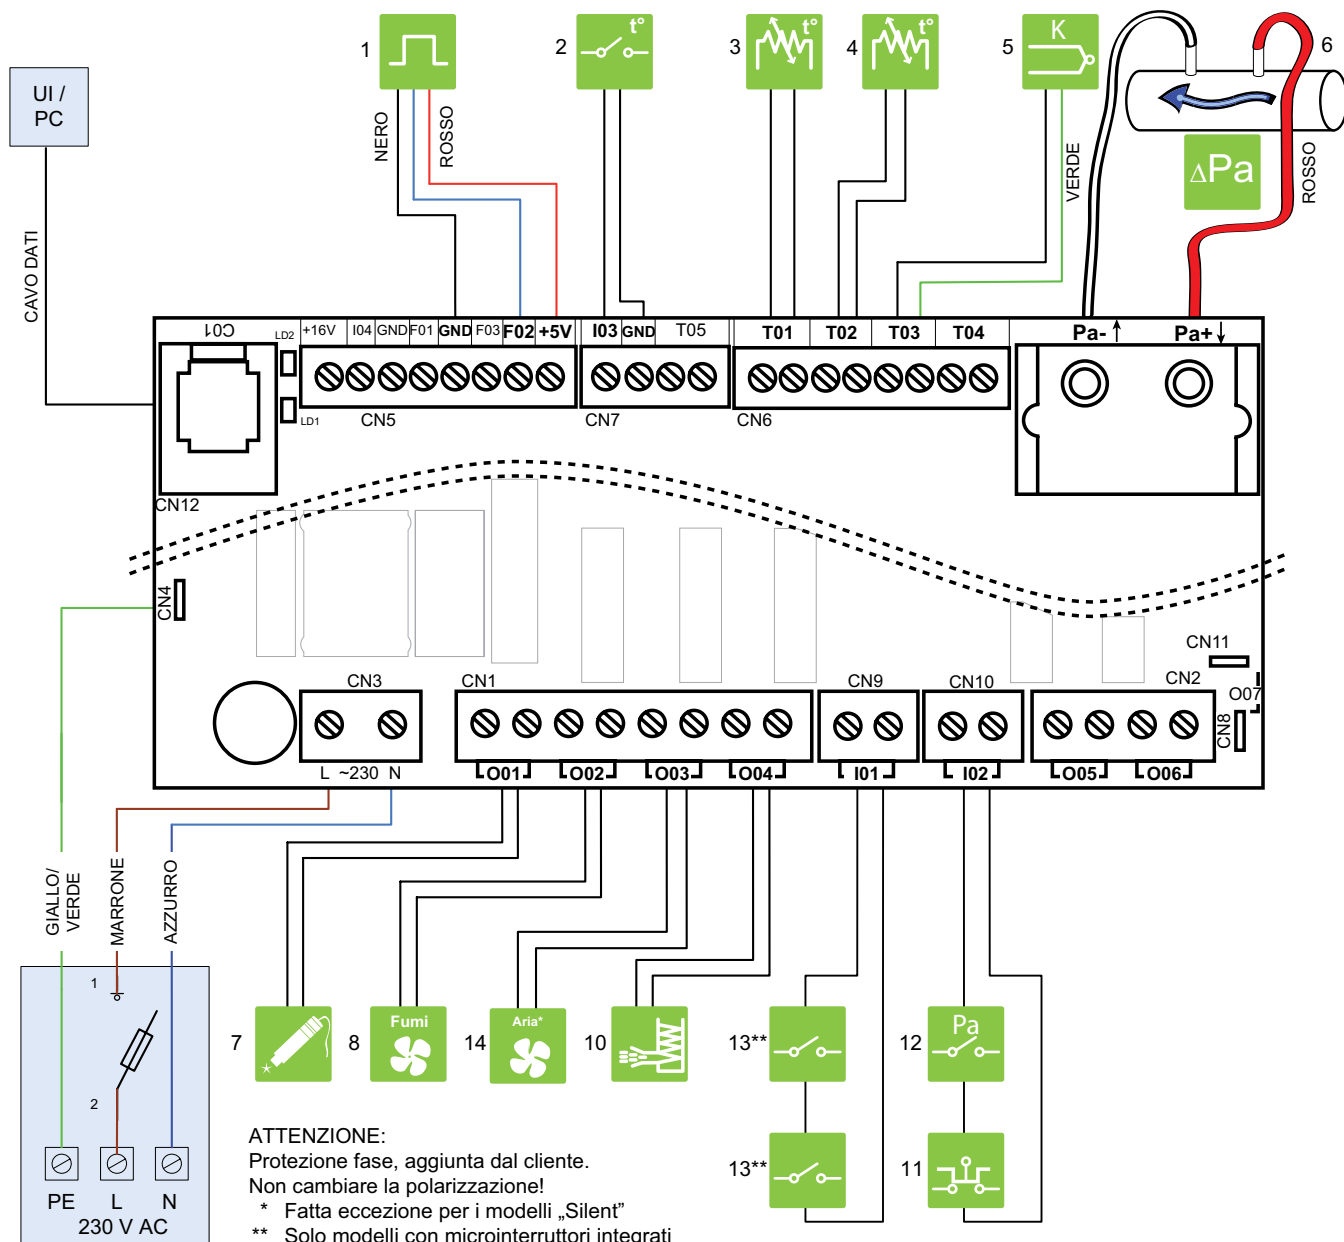 1
2
t°
3
t°
4
t°
5
K
6
UI /
PC
NERO
ROSSO
VERDE
ΔPa
ROSSO
CAVO DATI
C01
LD2
+16V
I04
GND
F01
GND
F03
F02
+5V
I03
GND
T05
T01
T02
T03
T04
Pa-
Pa+
LD1
CN5
CN7
CN6
CN12
CN4
CN11
CN3
CN1
CN9
CN10
CN2
O07
CN8
L ~230 N
O01
O02
O03
O04
I01
I02
O05
O06
GIALLO/
VERDE
MARRONE
AZZURRO
1
2
7
8
Fumi
14
Aria*
10
13**
12
Pa
13**
11
PE
L
N
230 V AC
ATTENZIONE:
Protezione fase, aggiunta dal cliente.
Non cambiare la polarizzazione!
* Fatta eccezione per i modelli „Silent”
** Solo modelli con microinterruttori integrati